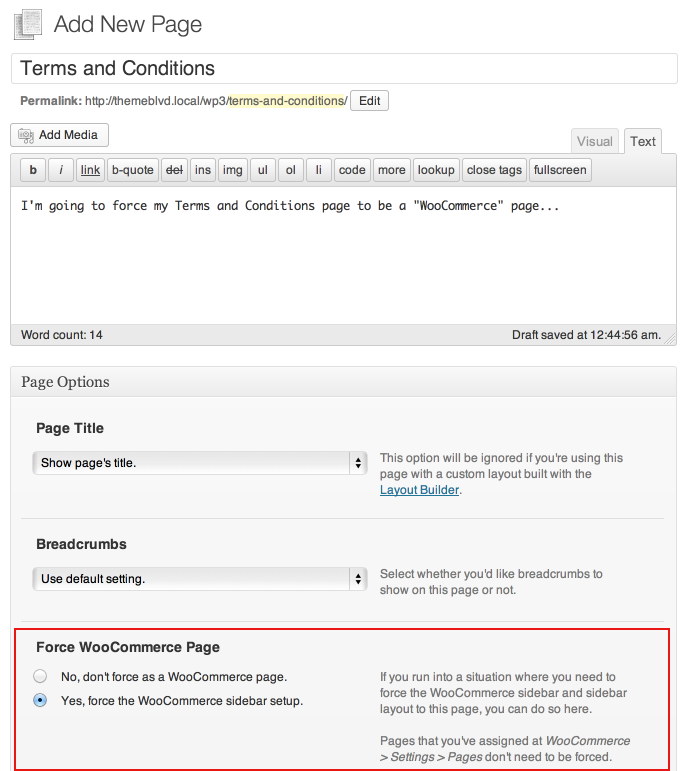 Add New Page
Terms and Conditions
Permalink: http://themeblvd.local/wp3/terms-and-conditions/ Edit
Add Media
Visual Text
b i link b-quote del ins img ul ol li code more lookup close tags fullscreen
I'm going to force my Terms and Conditions page to be a "WooCommerce" page...
Word count: 14 Draft saved at 12:44:56 am.
Page Options
Page Title
Show page's title.
This option will be ignored if you're using this
page with a custom layout built with the
Layout Builder.
Breadcrumbs
Use default setting.
Select whether you'd like breadcrumbs to
show on this page or not.
Force WooCommerce Page
No, don't force as a WooCommerce page.
Yes, force the WooCommerce sidebar setup.
If you run into a situation where you need to
force the WooCommerce sidebar and sidebar
layout to this page, you can do so here.
Pages that you've assigned at WooCommerce
> Settings > Pages don't need to be forced.